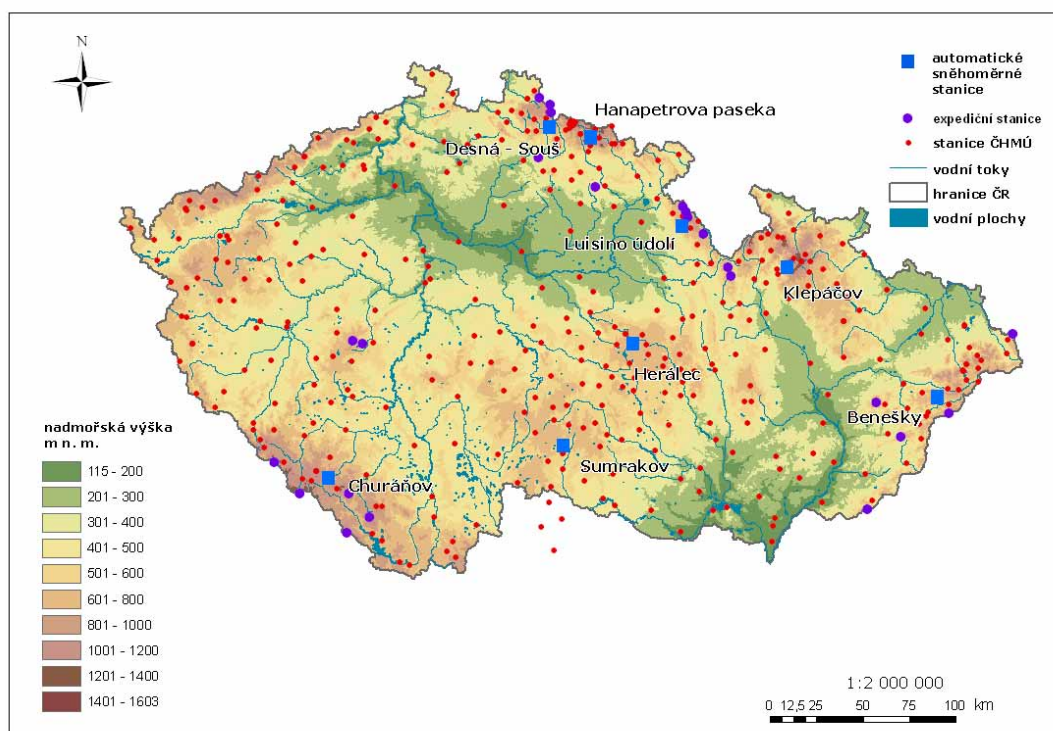 N
automatické
sněhoměrné
stanice
expediční stanice
stanice ČHMÚ
vodní toky
hranice ČR
vodní plochy
Hanapetrova paseka
Desná - Souš
Luisino údolí
Klepáčov
Herálec
Benešky
Sumrakov
Churáňov
nadmořská výška
m n. m.
115 - 200
201 - 300
301 - 400
401 - 500
501 - 600
601 - 800
801 - 1000
1001 - 1200
1201 - 1400
1401 - 1603
1:2 000 000
0 12,5 25 50 75 100 km